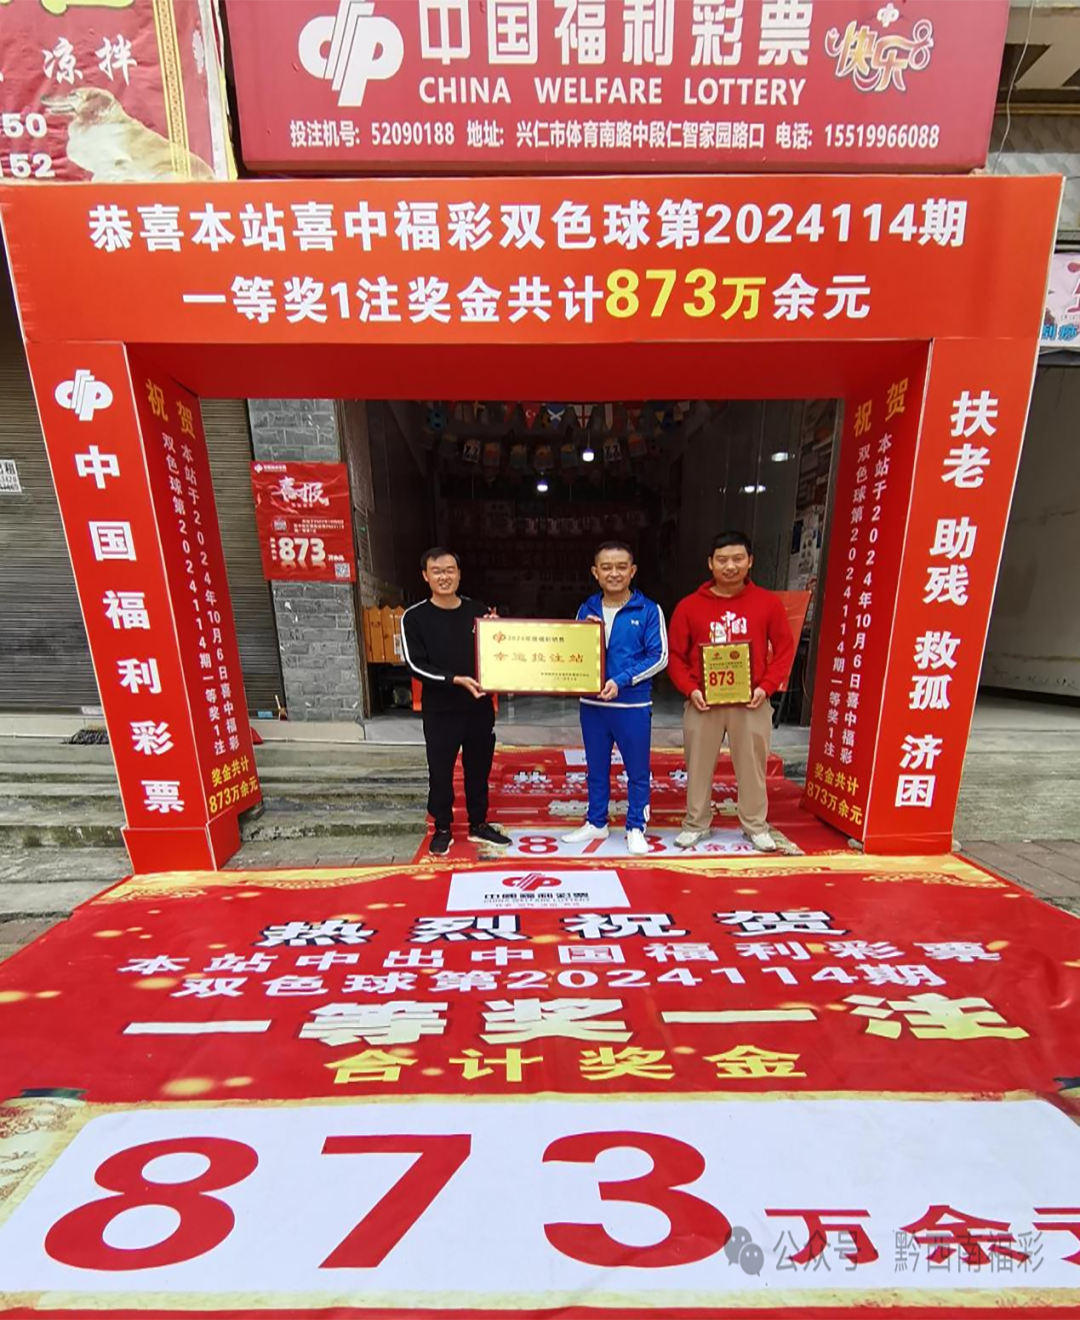 中国福利彩票
快乐
CHINA WELFARE LOTTERY
投注机号: 52090188 地址: 兴仁市体育南路中段仁智家园路口 电话: 15519966088
凉拌
50
152
恭喜本站喜中福彩双色球第2024114期
一等奖1注奖金共计873万余元
中国福利彩票
祝贺
本站于2024年10月6日喜中福彩
双色球第2024114期一等奖1注
奖金共计
873万余元
喜报
873
祝贺
本站于2024年10月6日喜中福彩
双色球第2024114期一等奖1注
奖金共计
873万余元
扶老 助残 救孤 济困
幸运投注站
中国
873
热烈祝贺
873
余元
中国福利彩票
CHINA WELFARE LOTTERY
热烈祝贺
本站中出中国福利彩票
双色球第2024114期
一等奖一注
合计奖金
873万余元
公众号·黔西南福彩